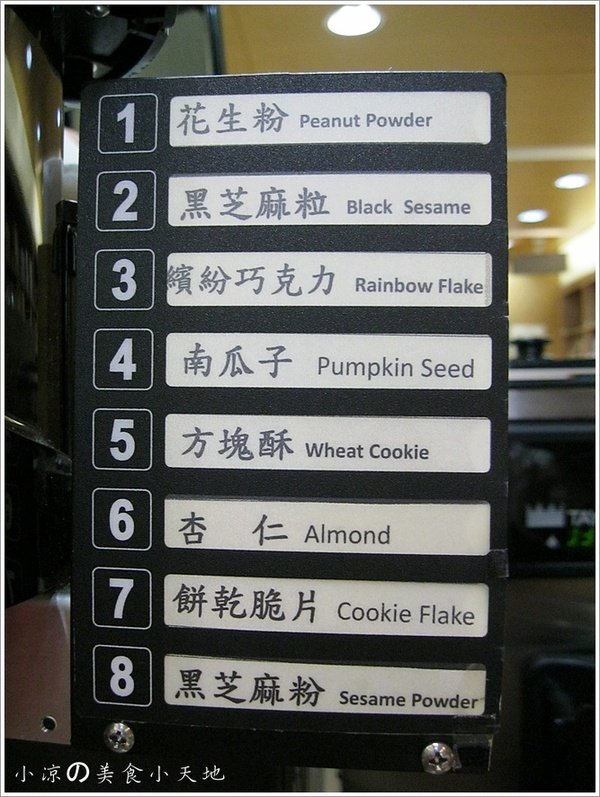 1 花生粉 Peanut Powder
2 黑芝麻粒 Black Sesame
3 繽紛巧克力 Rainbow Flake
4 南瓜子 Pumpkin Seed
5 方塊酥 Wheat Cookie
6 杏 仁 Almond
7 餅乾脆片 Cookie Flake
8 黑芝麻粉 Sesame Powder
小涼の美食小天地